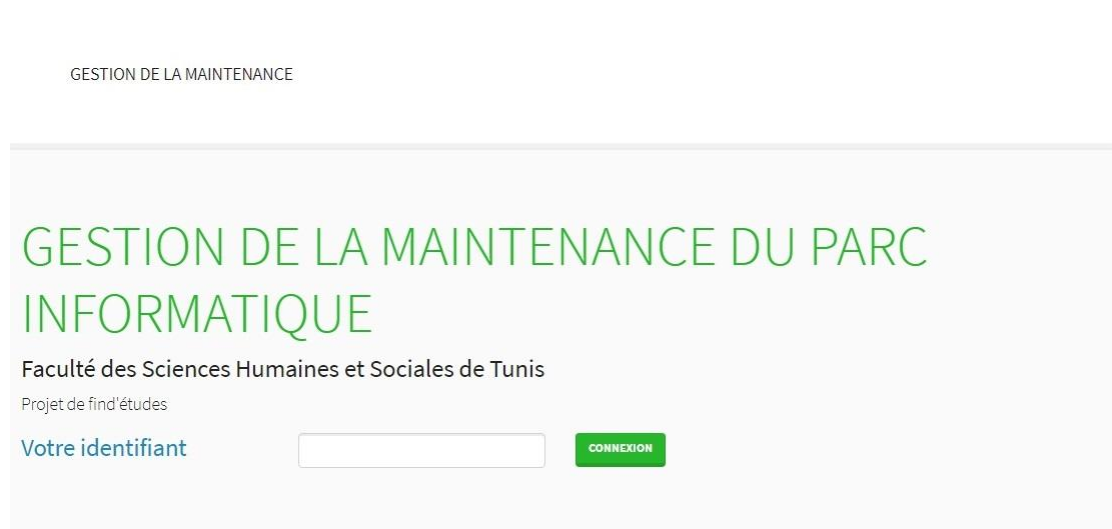 GESTION DE LA MAINTENANCE
GESTION DE LA MAINTENANCE DU PARC
INFORMATIQUE
Faculté des Sciences Humaines et Sociales de Tunis
Projet de find'études
Votre identifiant
CONNEXION